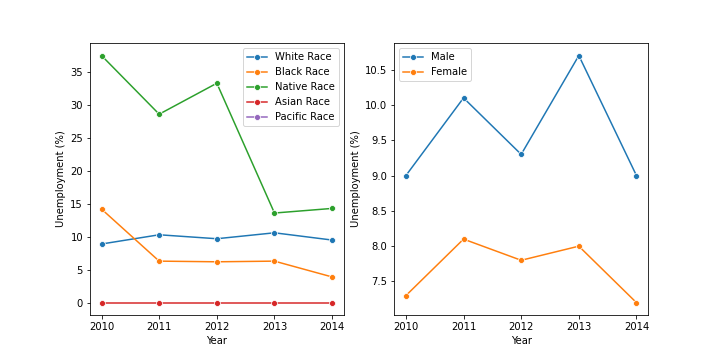 Unemployment (%)
35
30
25
20
15
10
5
0
2010 2011 2012 2013 2014
Year
White Race
Black Race
Native Race
Asian Race
Pacific Race
Unemployment (%)
10.5
10.0
9.5
9.0
8.5
8.0
7.5
2010 2011 2012 2013 2014
Year
Male
Female